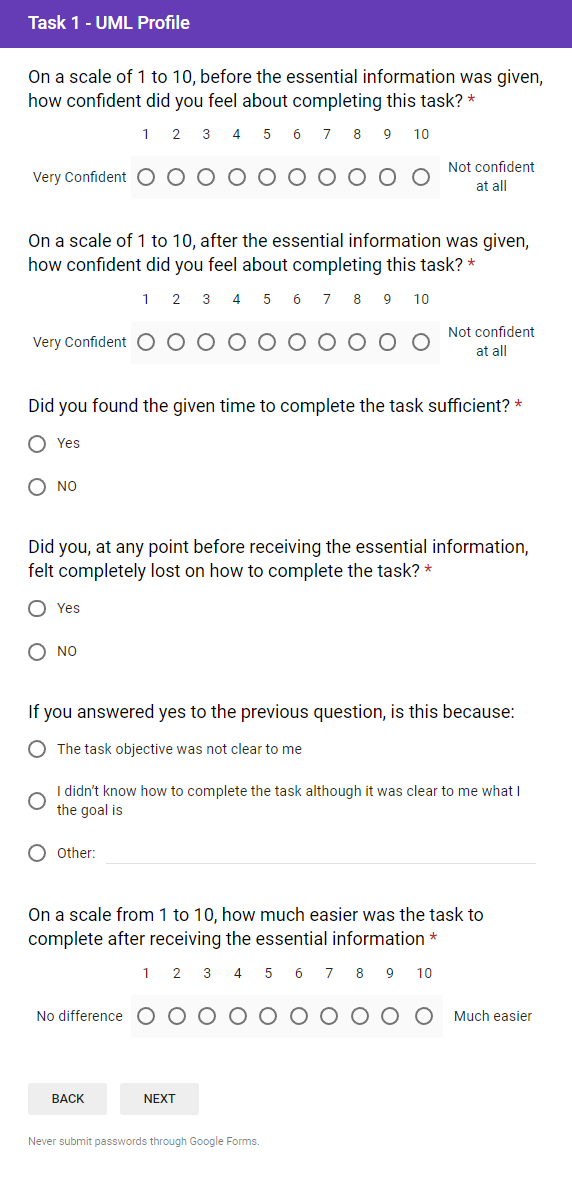 Task 1 - UML Profile
On a scale of 1 to 10, before the essential information was given,
how confident did you feel about completing this task? *
1 2 3 4 5 6 7 8 9 10
Very Confident
Not confident
at all
On a scale of 1 to 10, after the essential information was given,
how confident did you feel about completing this task? *
1 2 3 4 5 6 7 8 9 10
Very Confident
Not confident
at all
Did you found the given time to complete the task sufficient? *
Yes
NO
Did you, at any point before receiving the essential information,
felt completely lost on how to complete the task? *
Yes
NO
If you answered yes to the previous question, is this because:
The task objective was not clear to me
I didn't know how to complete the task although it was clear to me what I
the goal is
Other:
On a scale from 1 to 10, how much easier was the task to
complete after receiving the essential information *
1 2 3 4 5 6 7 8 9 10
No difference
Much easier
BACK
NEXT
Never submit passwords through Google Forms.